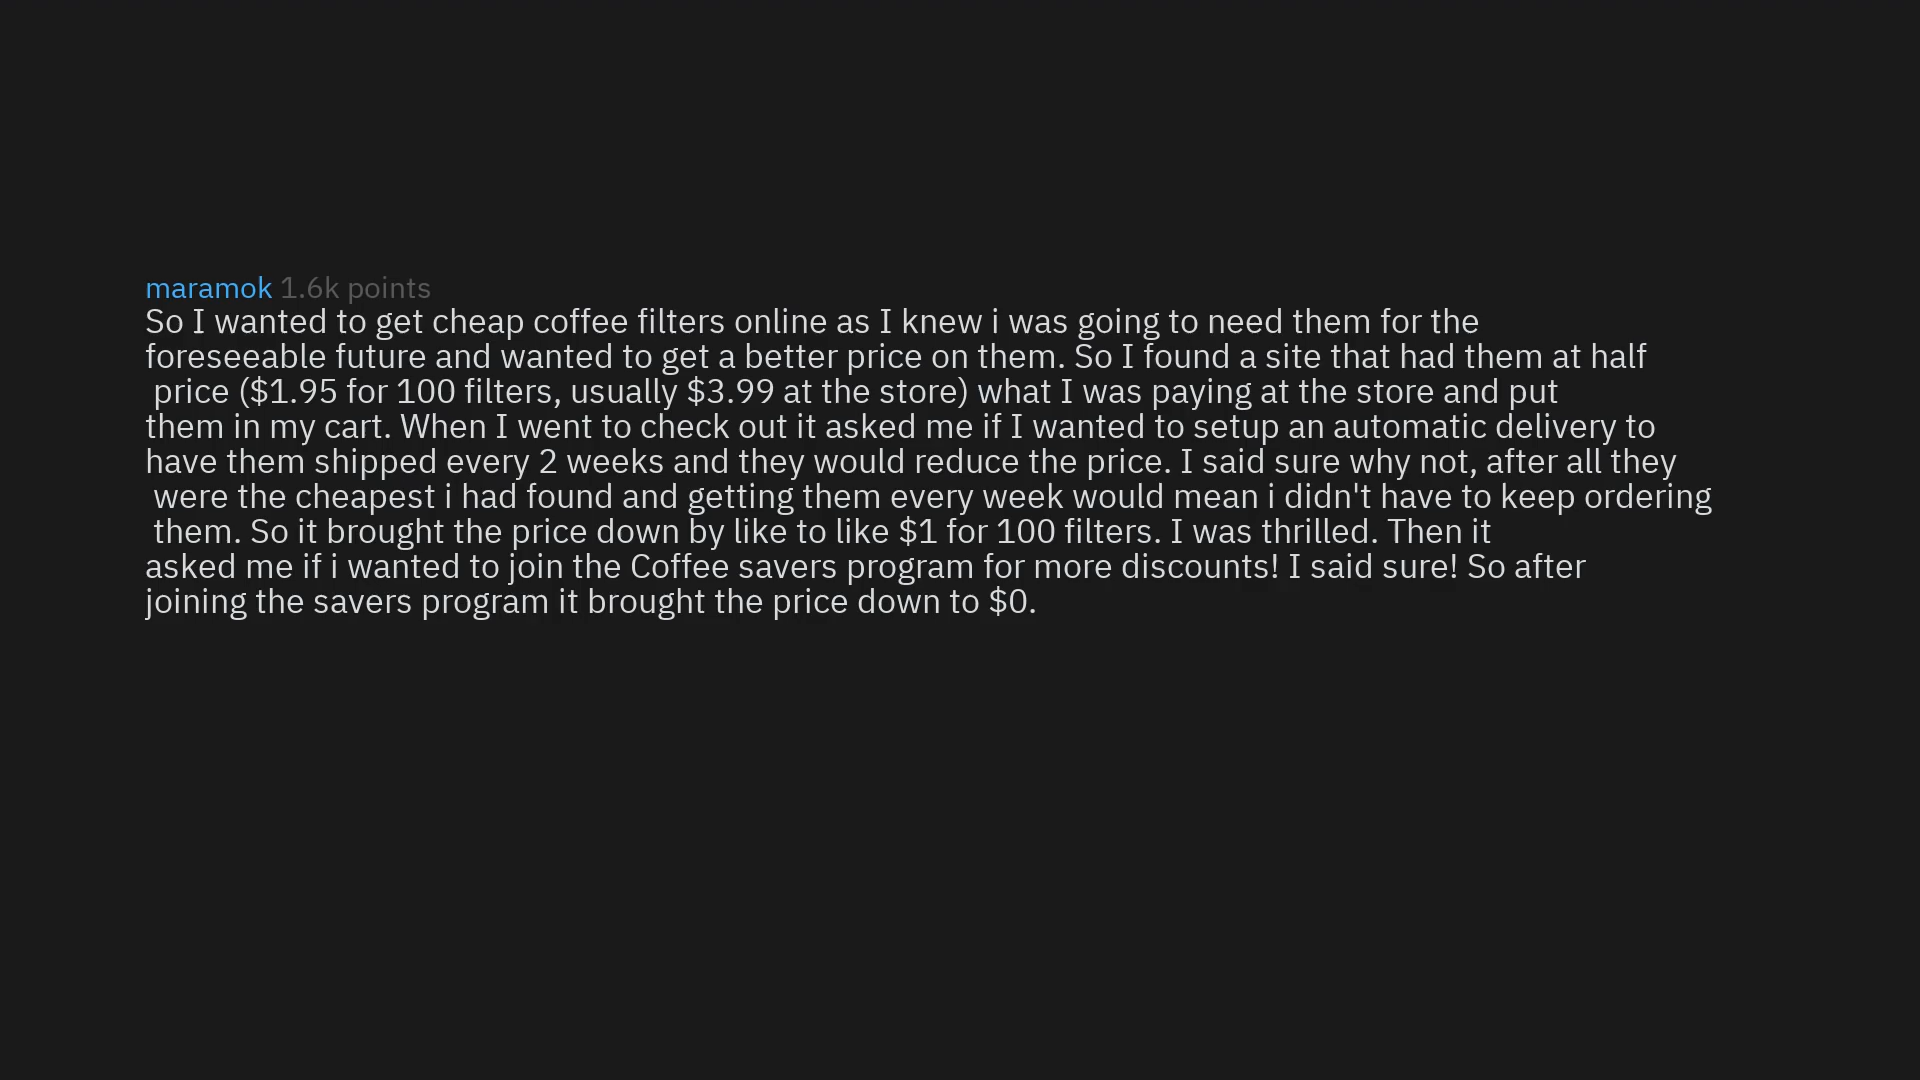 maramok 1.6k points
So I wanted to get cheap coffee filters online as I knew i was going to need them for the
foreseeable future and wanted to get a better price on them. So I found a site that had them at half
price ($1.95 for 100 filters, usually $3.99 at the store) what I was paying at the store and put
them in my cart. When I went to check out it asked me if I wanted to setup an automatic delivery to
have them shipped every 2 weeks and they would reduce the price. I said sure why not, after all they
were the cheapest i had found and getting them every week would mean i didn't have to keep ordering
them. So it brought the price down by like to like $1 for 100 filters. I was thrilled. Then it
asked me if i wanted to join the Coffee savers program for more discounts! I said sure! So after
joining the savers program it brought the price down to $0.